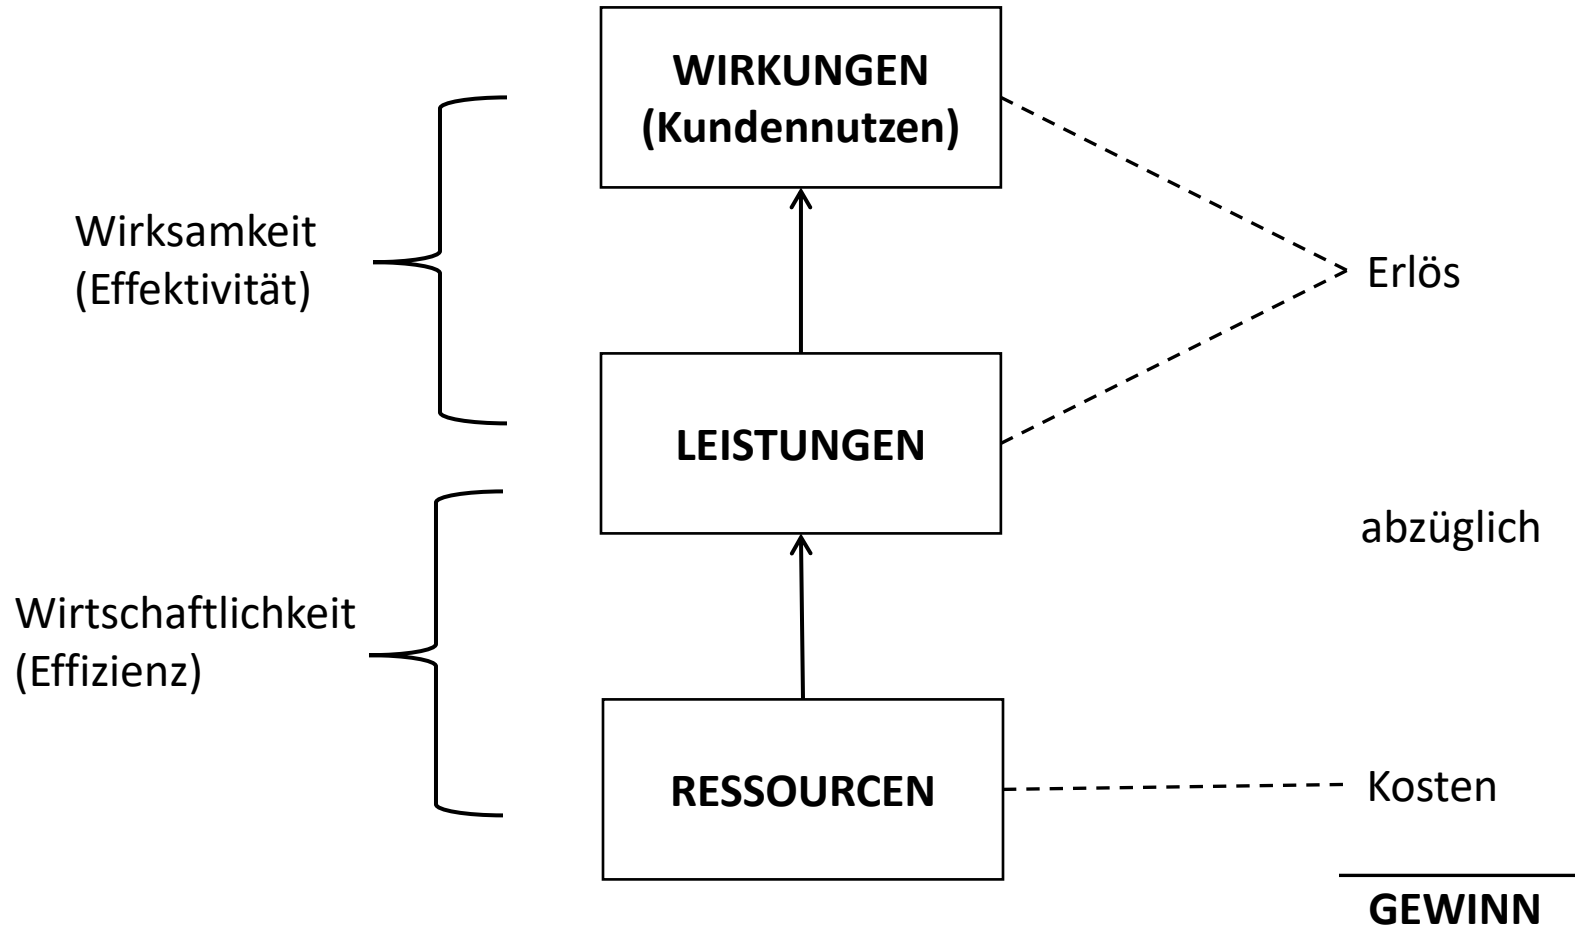 WIRKUNGEN
(Kundennutzen)
Wirksamkeit
(Effektivität)
Erlös
LEISTUNGEN
abzüglich
Wirtschaftlichkeit
(Effizienz)
RESSOURCEN
Kosten
GEWINN